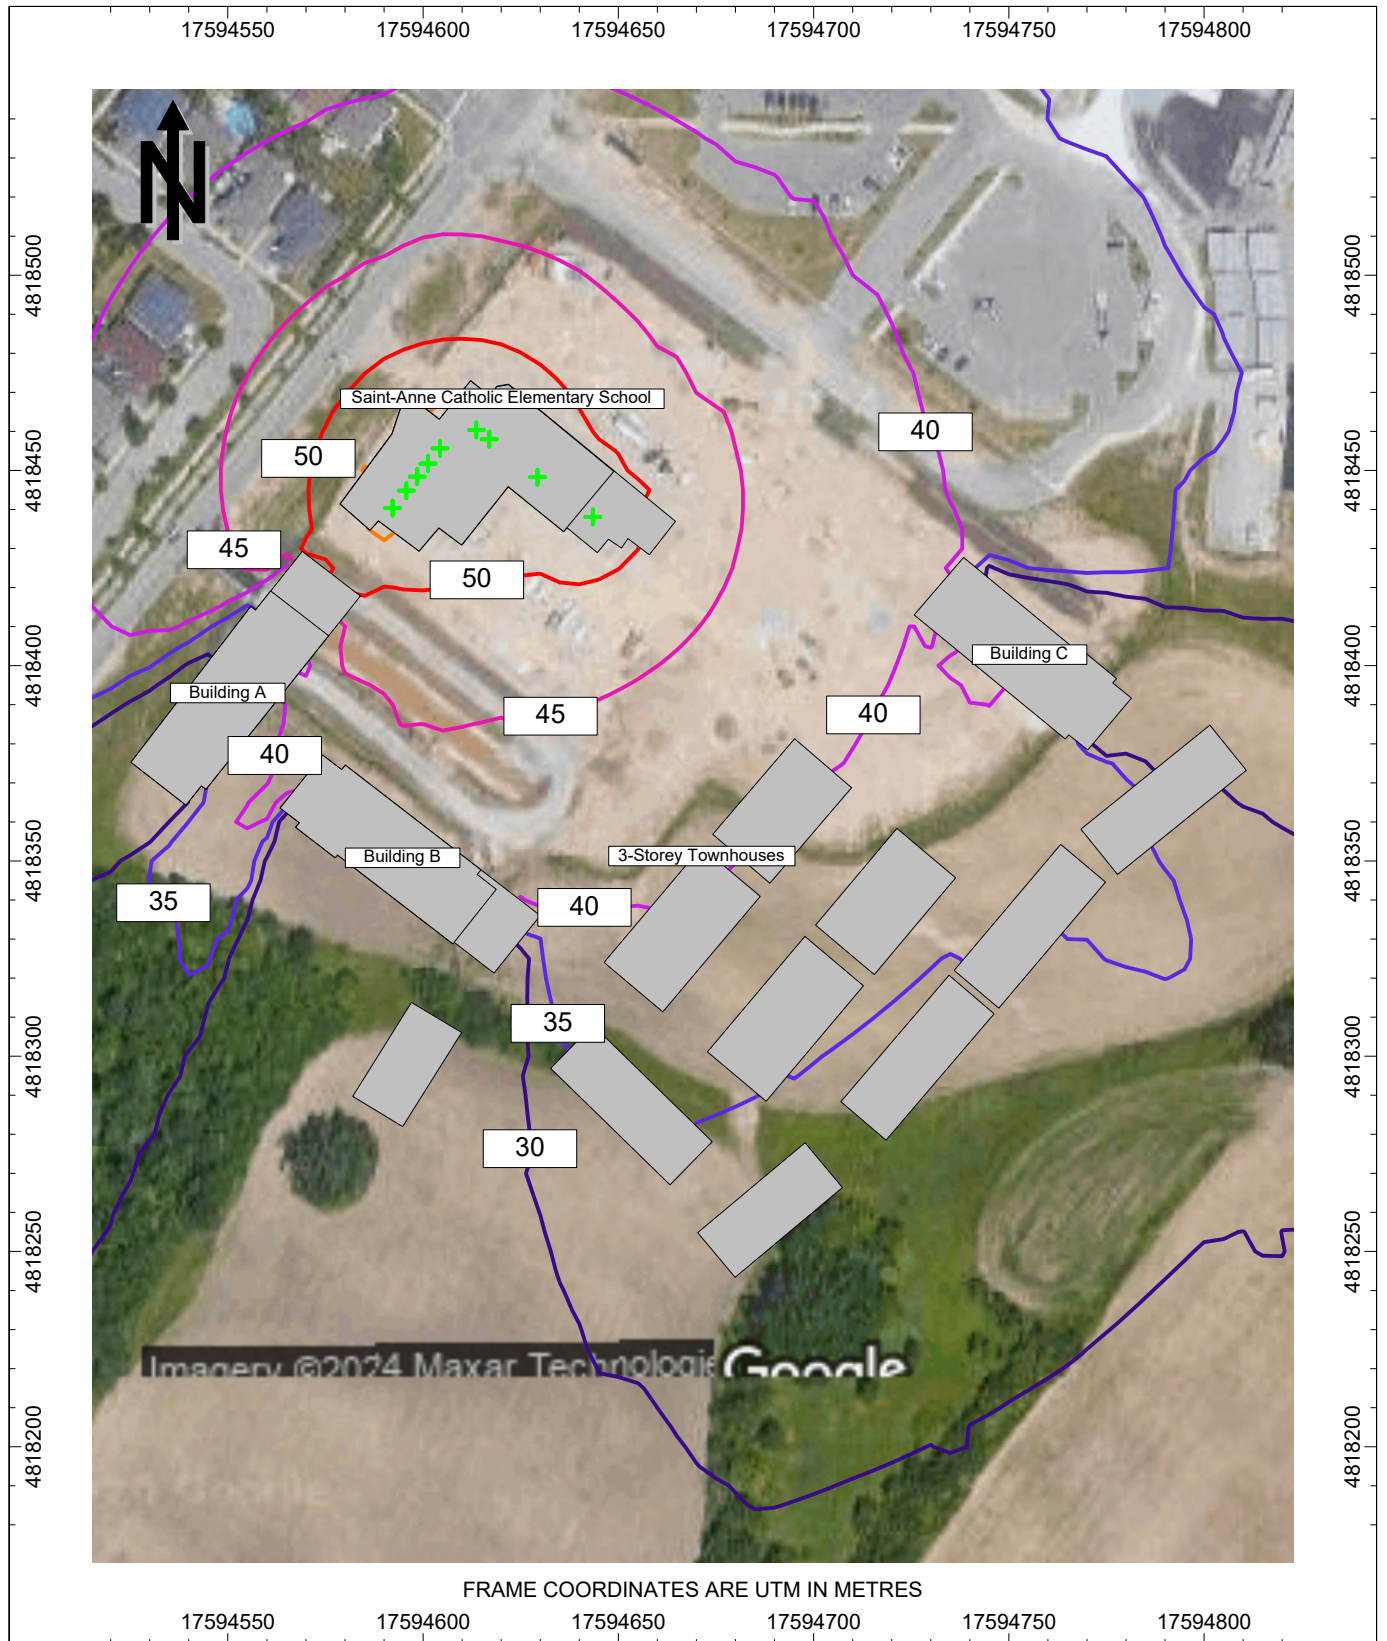 17594550 17594600 17594650 17594700 17594750 17594800
N
4818500 4818500
Saint-Anne Catholic Elementary School
40
50
4818450 4818450
45
50
4818400 4818400
Building C
Building A
45
40
40
4818350 4818350
Building B
3-Storey Townhouses
35
40
35
4818300 4818300
30
4818250 4818250
Imagery ©2024 Maxar Technologie
Google
4818200 4818200
FRAME COORDINATES ARE UTM IN METRES
17594550 17594600 17594650 17594700 17594750 17594800